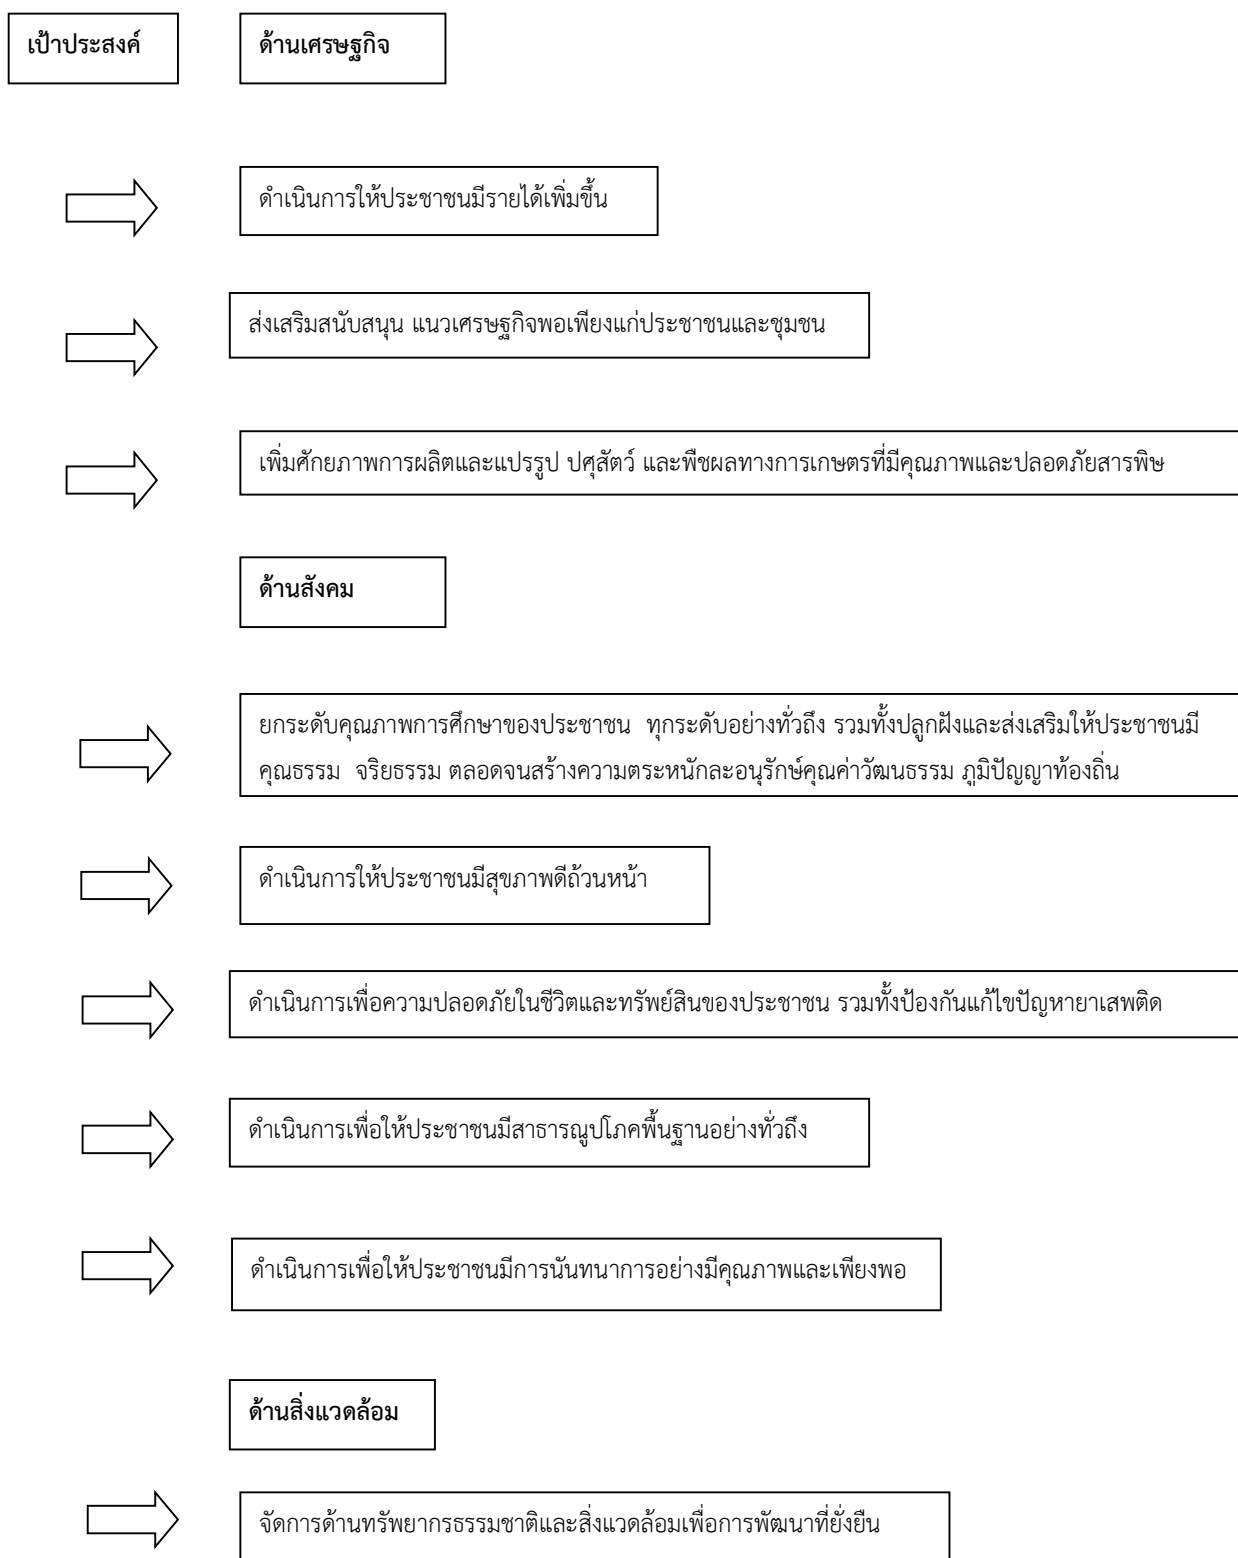 เป้าประสงค์
ด้านเศรษฐกิจ
ดำเนินการให้ประชาชนมีรายได้เพิ่มขึ้น
ส่งเสริมสนับสนุน แนวเศรษฐกิจพอเพียงแก่ประชาชนและชุมชน
เพิ่มศักยภาพการผลิตและแปรรูป ปศุสัตว์ และพืชผลทางการเกษตรที่มีคุณภาพและปลอดภัยสารพิษ
ด้านสังคม
ยกระดับคุณภาพการศึกษาของประชาชน ทุกระดับอย่างทั่วถึง รวมทั้งปลูกฝังและส่งเสริมให้ประชาชนมี
คุณธรรม จริยธรรม ตลอดจนสร้างความตระหนักละอนุรักษ์คุณค่าวัฒนธรรม ภูมิปัญญาท้องถิ่น
ดำเนินการให้ประชาชนมีสุขภาพดีถ้วนหน้า
ดำเนินการเพื่อความปลอดภัยในชีวิตและทรัพย์สินของประชาชน รวมทั้งป้องกันแก้ไขปัญหายาเสพติด
ดำเนินการเพื่อให้ประชาชนมีสาธารณูปโภคพื้นฐานอย่างทั่วถึง
ดำเนินการเพื่อให้ประชาชนมีการนันทนาการอย่างมีคุณภาพและเพียงพอ
ด้านสิ่งแวดล้อม
จัดการด้านทรัพยากรธรรมชาติและสิ่งแวดล้อมเพื่อการพัฒนาที่ยั่งยืน